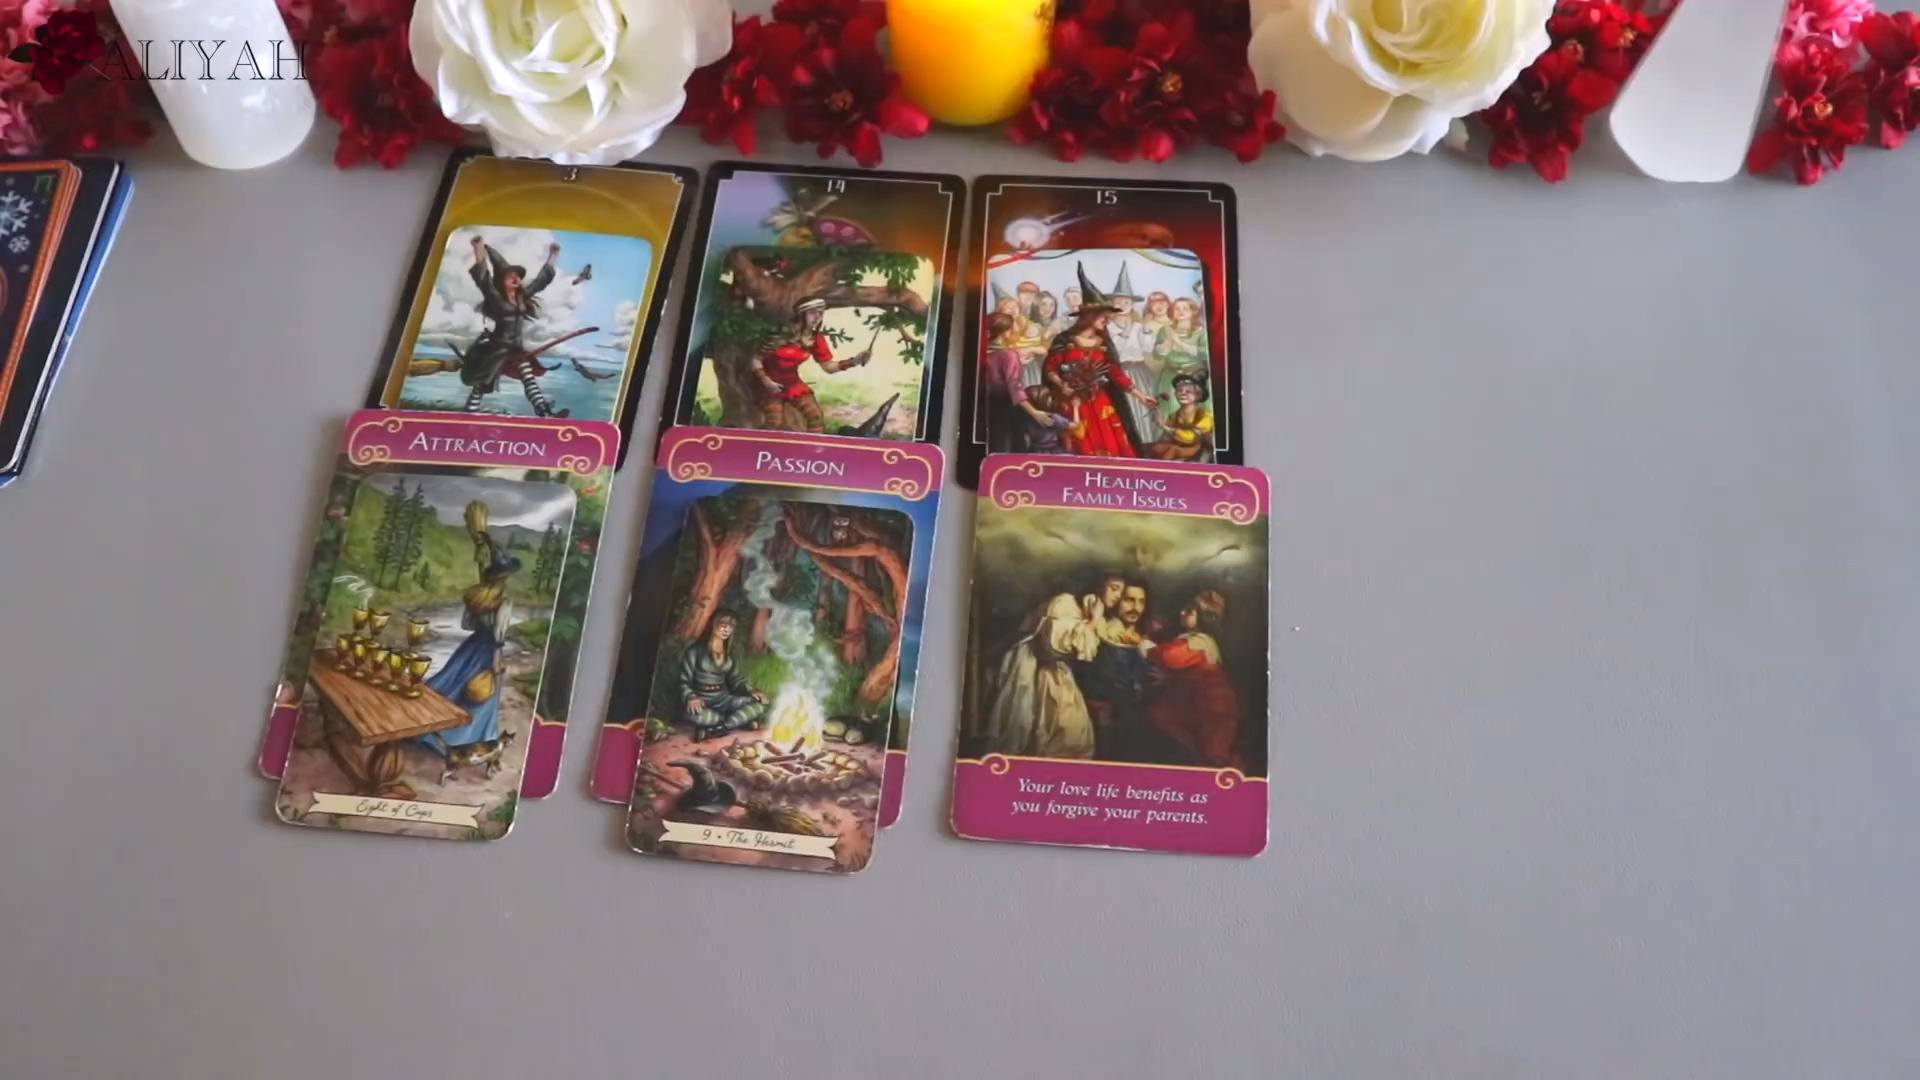 ALIYAH
3
14
15
ATTRACTION
PASSION
HEALING
FAMILY ISSUES
Eight of Cups
9 • The Hermit
Your love life benefits as
you forgive your parents.